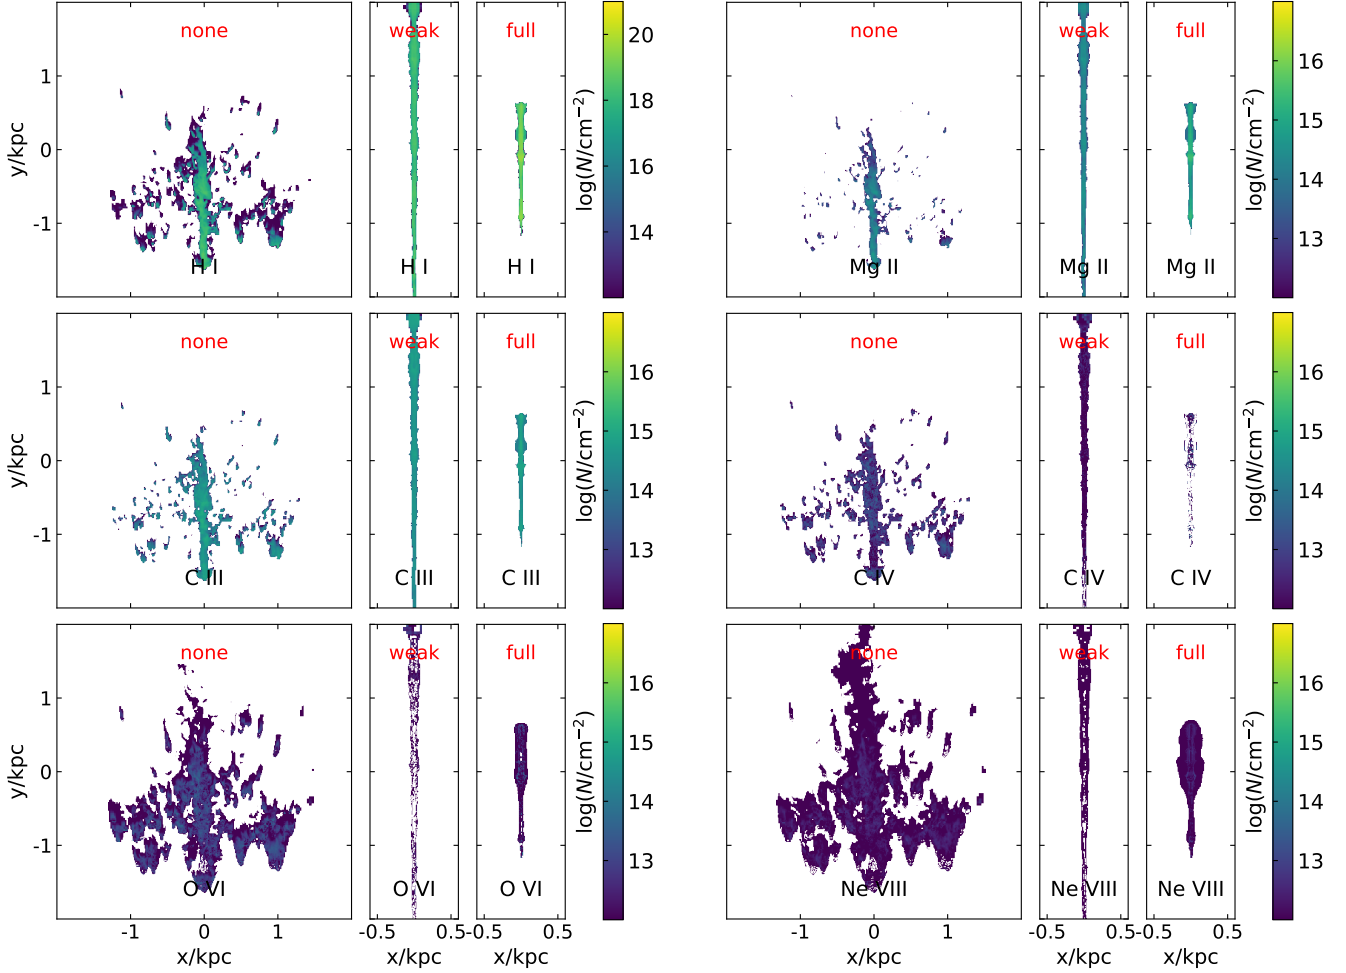 none weak full
20
18
16
14
log(N/cm⁻²)
y/kpc
1
0
-1
H I H I H I
none weak full
16
15
14
13
log(N/cm⁻²)
Mg II Mg II Mg II
none weak full
16
15
14
13
log(N/cm⁻²)
y/kpc
1
0
-1
C III C III C III
none weak full
16
15
14
13
log(N/cm⁻²)
C IV C IV C IV
none weak full
16
15
14
13
log(N/cm⁻²)
y/kpc
1
0
-1
O VI O VI O VI
-1 0 1 -0.5 0.5 -0.5 0.5
x/kpc x/kpc x/kpc
none weak full
16
15
14
13
log(N/cm⁻²)
Ne VIII Ne VIII Ne VIII
-1 0 1 -0.5 0.5 -0.5 0.5
x/kpc x/kpc x/kpc